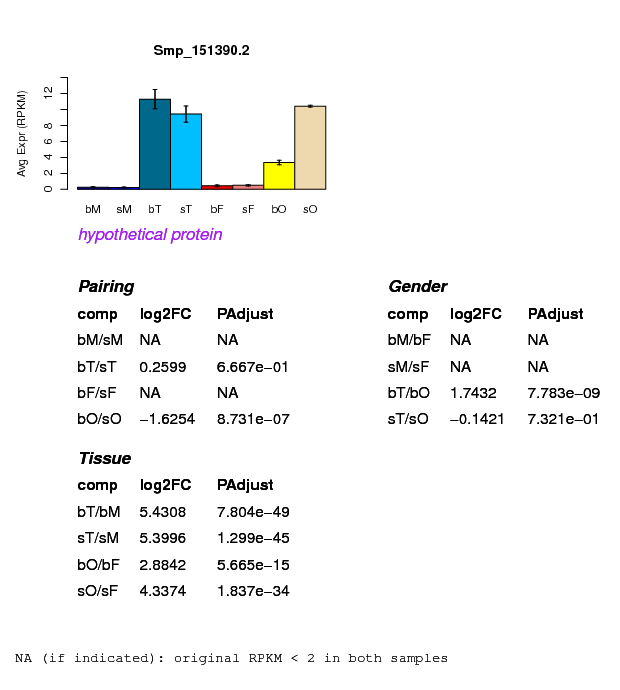 Smp_151390.2
Avg Expr (RPKM)
0 2 4 6 8 12
bM sM bT sT bF sF bO sO
hypothetical protein
Pairing
comp log2FC PAdjust
bM/sM NA NA
bT/sT 0.2599 6.667e−01
bF/sF NA NA
bO/sO −1.6254 8.731e−07
Gender
comp log2FC PAdjust
bM/bF NA NA
sM/sF NA NA
bT/bO 1.7432 7.783e−09
sT/sO −0.1421 7.321e−01
Tissue
comp log2FC PAdjust
bT/bM 5.4308 7.804e−49
sT/sM 5.3996 1.299e−45
bO/bF 2.8842 5.665e−15
sO/sF 4.3374 1.837e−34
NA (if indicated): original RPKM < 2 in both samples